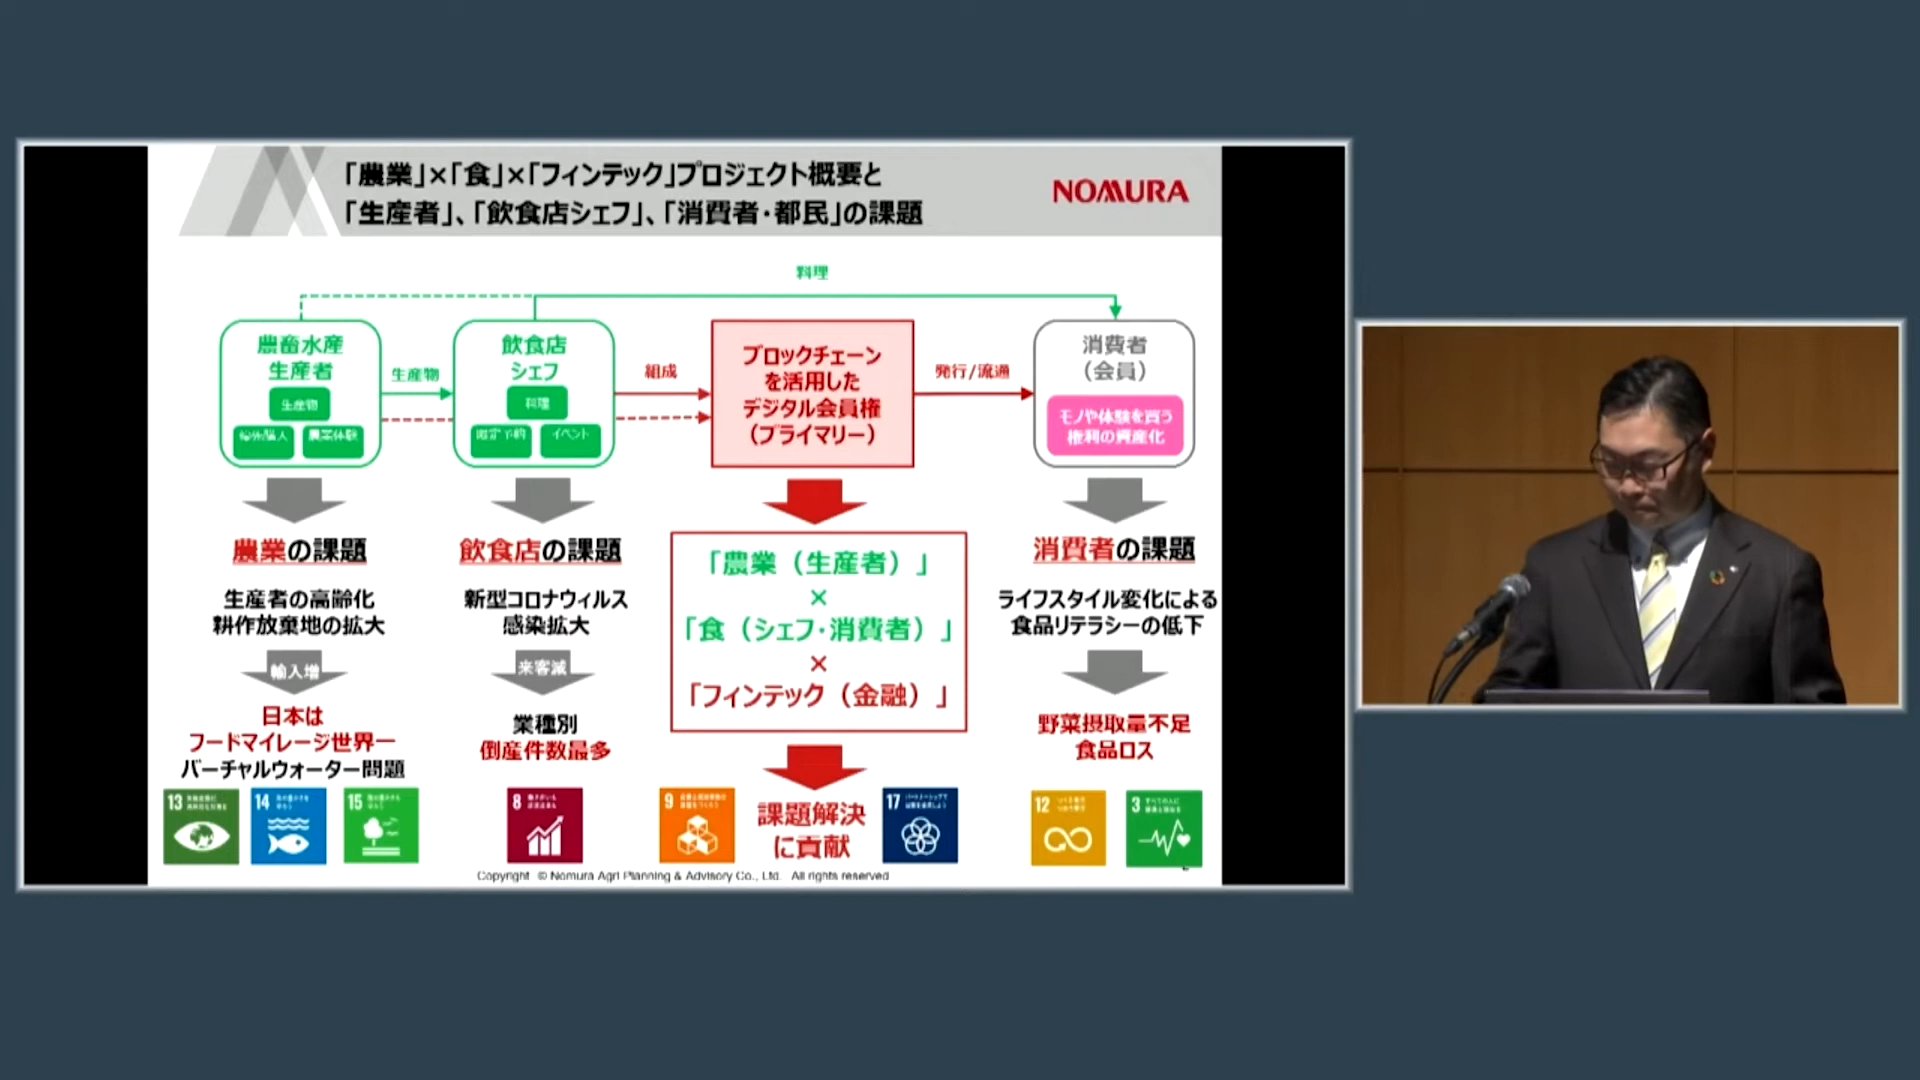 「農業」×「食」×「フィンテック」プロジェクト概要と
「生産者」、「飲食店シェフ」、「消費者・都民」の課題
NOMURA
料理
農畜水産
生産者
生産物
農業体験
生産物
飲食店
シェフ
料理
イベント
組成
ブロックチェーン
を活用した
デジタル会員権
（プライマリー）
発行/流通
消費者
（会員）
モノや体験を買う
権利の資産化
農業の課題
生産者の高齢化
耕作放棄地の拡大
輸入増
日本は
フードマイレージ世界一
バーチャルウォーター問題
13
14
15
飲食店の課題
新型コロナウィルス
感染拡大
来客減
業種別
倒産件数最多
8
「農業（生産者）」
×
「食（シェフ・消費者）」
×
「フィンテック（金融）」
9
課題解決
に貢献
17
消費者の課題
ライフスタイル変化による
食品リテラシーの低下
野菜摂取量不足
食品ロス
12
3
Copyright © Nomura Agri Planning & Advisory Co., Ltd. All rights reserved